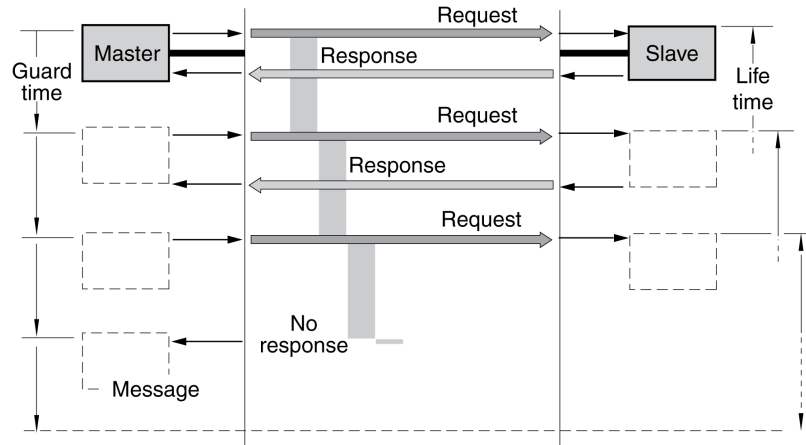 Request
Master
Slave
Response
Guard
time
Life
time
Request
Response
Request
No
response
Message